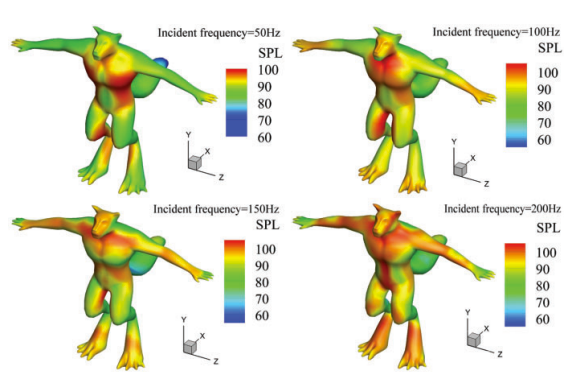 Incident frequency=50Hz
SPL
100
90
80
70
60
Y
X
Z
Incident frequency=100Hz
SPL
100
90
80
70
60
Y
X
Z
Incident frequency=150Hz
SPL
100
90
80
70
60
Y
X
Z
Incident frequency=200Hz
SPL
100
90
80
70
60
Y
X
Z